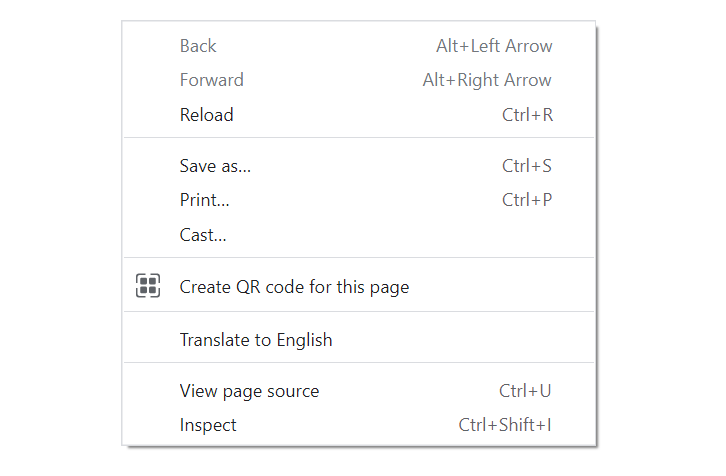 Back Alt+Left Arrow
Forward Alt+Right Arrow
Reload Ctrl+R
Save as... Ctrl+S
Print... Ctrl+P
Cast...
Create QR code for this page
Translate to English
View page source Ctrl+U
Inspect Ctrl+Shift+I